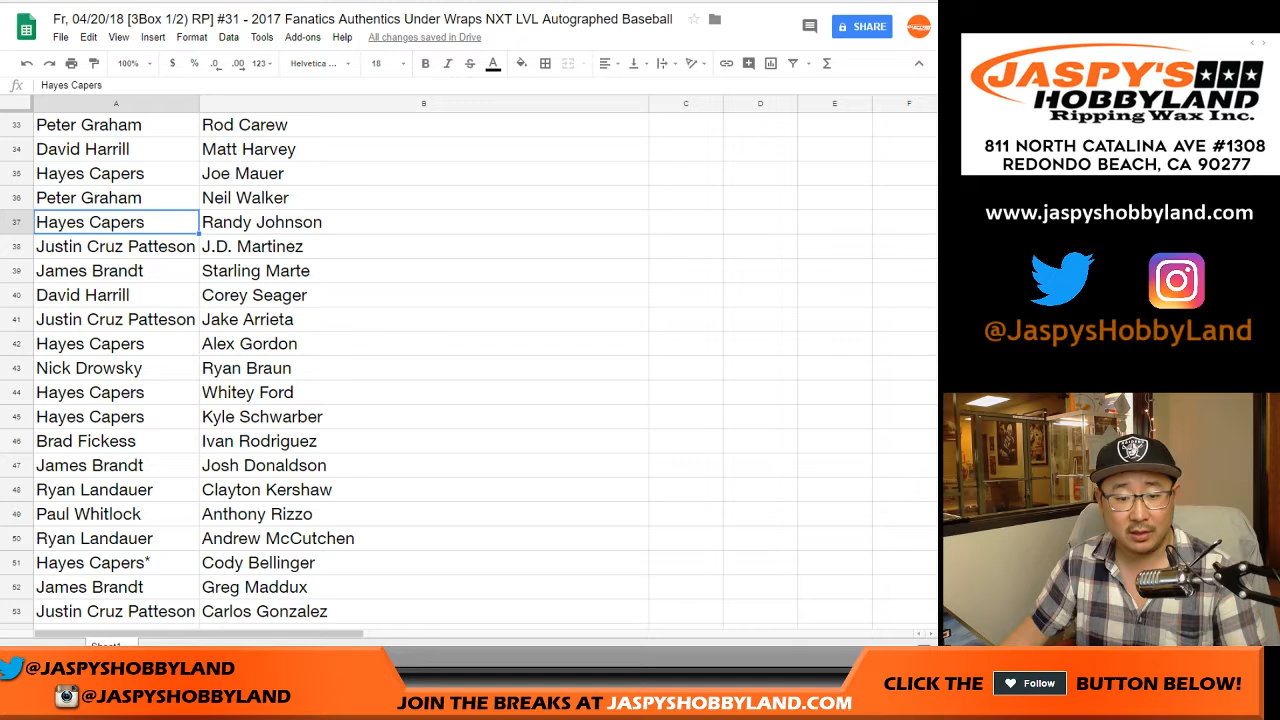 Fr, 04/20/18 [3Box 1/2) RP] #31 - 2017 Fanatics Authentics Under Wraps NXT LVL Autographed Baseball
File Edit View Insert Format Data Tools Add-ons Help All changes saved in Drive
SHARE
100% $ % .0 .00 123 Helvetica ... 18 B I S A
fx Hayes Capers
A B C D E F
33 Peter Graham Rod Carew
34 David Harrill Matt Harvey
35 Hayes Capers Joe Mauer
36 Peter Graham Neil Walker
37 Hayes Capers Randy Johnson
38 Justin Cruz Patteson J.D. Martinez
39 James Brandt Starling Marte
40 David Harrill Corey Seager
41 Justin Cruz Patteson Jake Arrieta
42 Hayes Capers Alex Gordon
43 Nick Drowsky Ryan Braun
44 Hayes Capers Whitey Ford
45 Hayes Capers Kyle Schwarber
46 Brad Fickess Ivan Rodriguez
47 James Brandt Josh Donaldson
48 Ryan Landauer Clayton Kershaw
49 Paul Whitlock Anthony Rizzo
50 Ryan Landauer Andrew McCutchen
51 Hayes Capers* Cody Bellinger
52 James Brandt Greg Maddux
53 Justin Cruz Patteson Carlos Gonzalez
JASPY'S
HOBBYLAND
Ripping Wax Inc.
811 NORTH CATALINA AVE #1308
REDONDO BEACH, CA 90277
www.jaspyshobbyland.com
@JaspysHobbyLand
RAIDERS
@JASPYSHOBBYLAND
@JASPYSHOBBYLAND
JOIN THE BREAKS AT JASPYSHOBBYLAND.COM
CLICK THE Follow BUTTON BELOW!